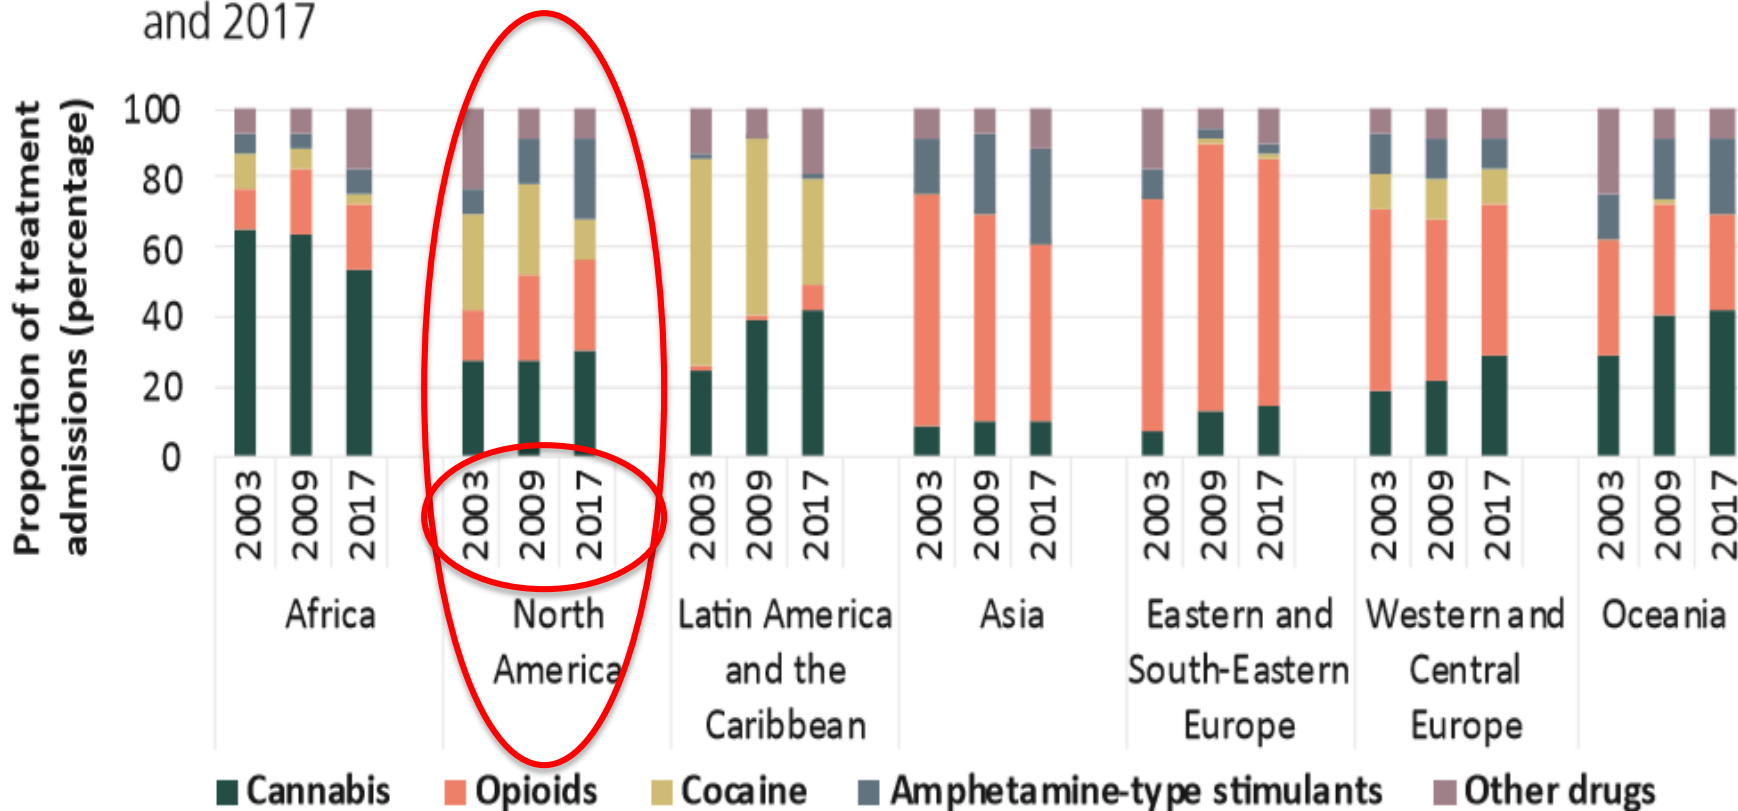 and 2017
Proportion of treatment
admissions (percentage)
100
80
60
40
20
0
2003 2009 2017 2003 2009 2017 2003 2009 2017 2003 2009 2017 2003 2009 2017 2003 2009 2017 2003 2009 2017
Africa
North
America
Latin America
and the
Caribbean
Asia
Eastern and
South-Eastern
Europe
Western and
Central
Europe
Oceania
Cannabis Opioids Cocaine Amphetamine-type stimulants Other drugs